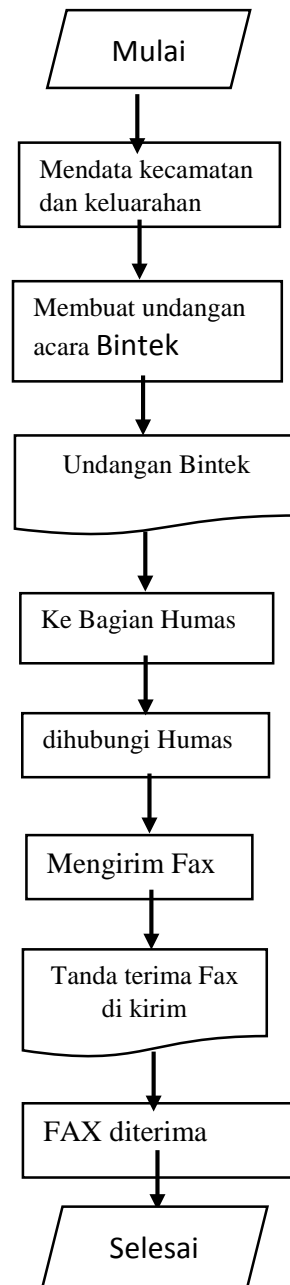 Mulai
Mendata kecamatan
dan keluarahan
Membuat undangan
acara Bintek
Undangan Bintek
Ke Bagian Humas
dihubungi Humas
Mengirim Fax
Tanda terima Fax
di kirim
FAX diterima
Selesai